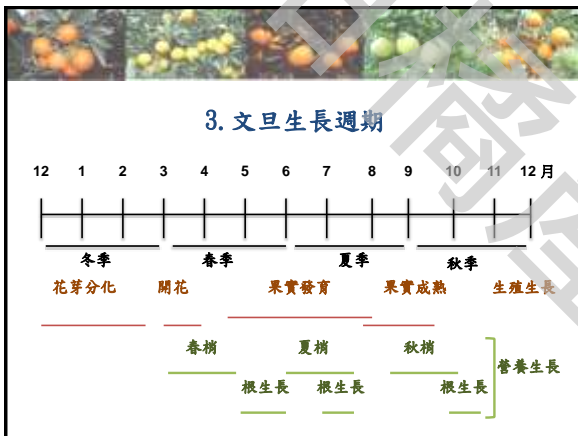 3.文旦生長週期
12 1 2 3 4 5 6 7 8 9 10 11 12 月
冬季 春季 夏季 秋季
花芽分化 開花 果實發育 果實成熟 生殖生長
春梢 夏梢 秋梢
營養生長
根生長 根生長 根生長